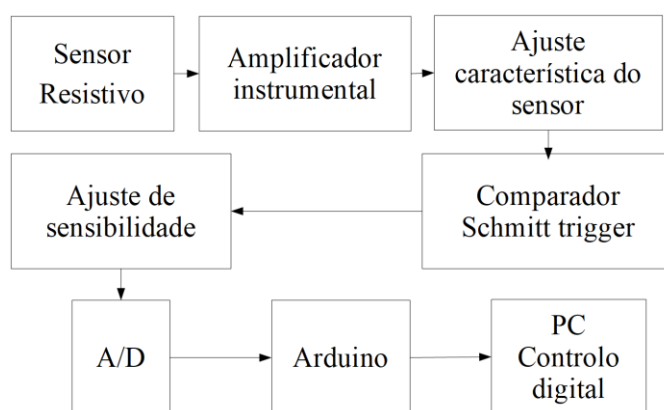 Sensor
Resistivo
Amplificador
instrumental
Ajuste
característica do
sensor
Ajuste de
sensibilidade
Comparador
Schmitt trigger
A/D
Arduino
PC
Controlo
digital